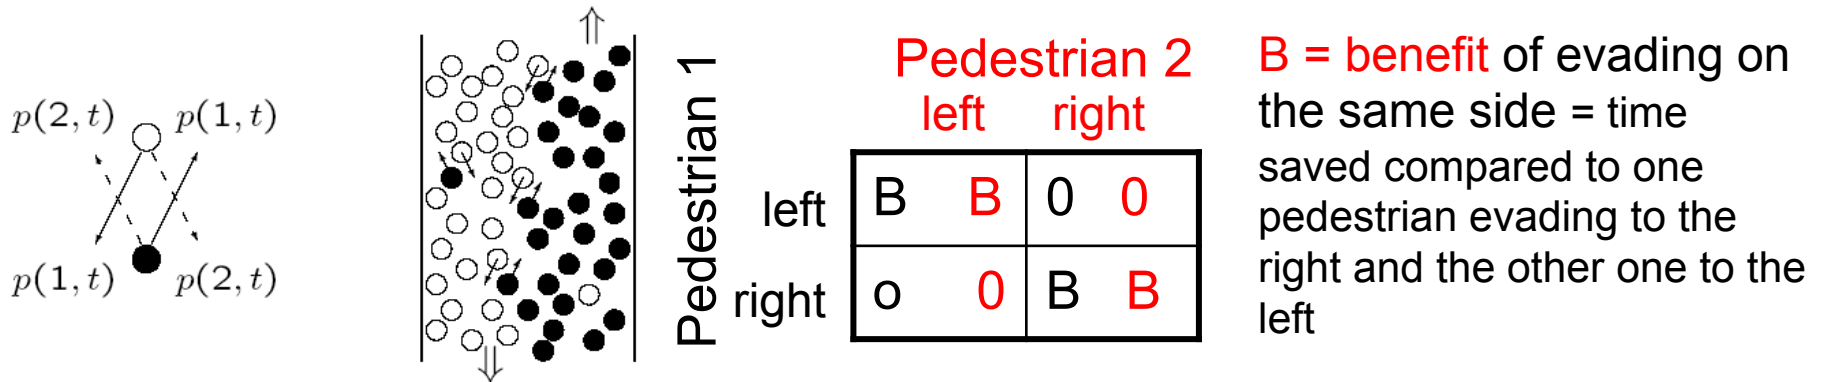 p(2, t) p(1, t)
p(1, t) p(2, t)
⇑
⇓
Pedestrian 1
Pedestrian 2
left right
left B B 0 0
right o 0 B B
B = benefit of evading on
the same side = time
saved compared to one
pedestrian evading to the
right and the other one to the
left